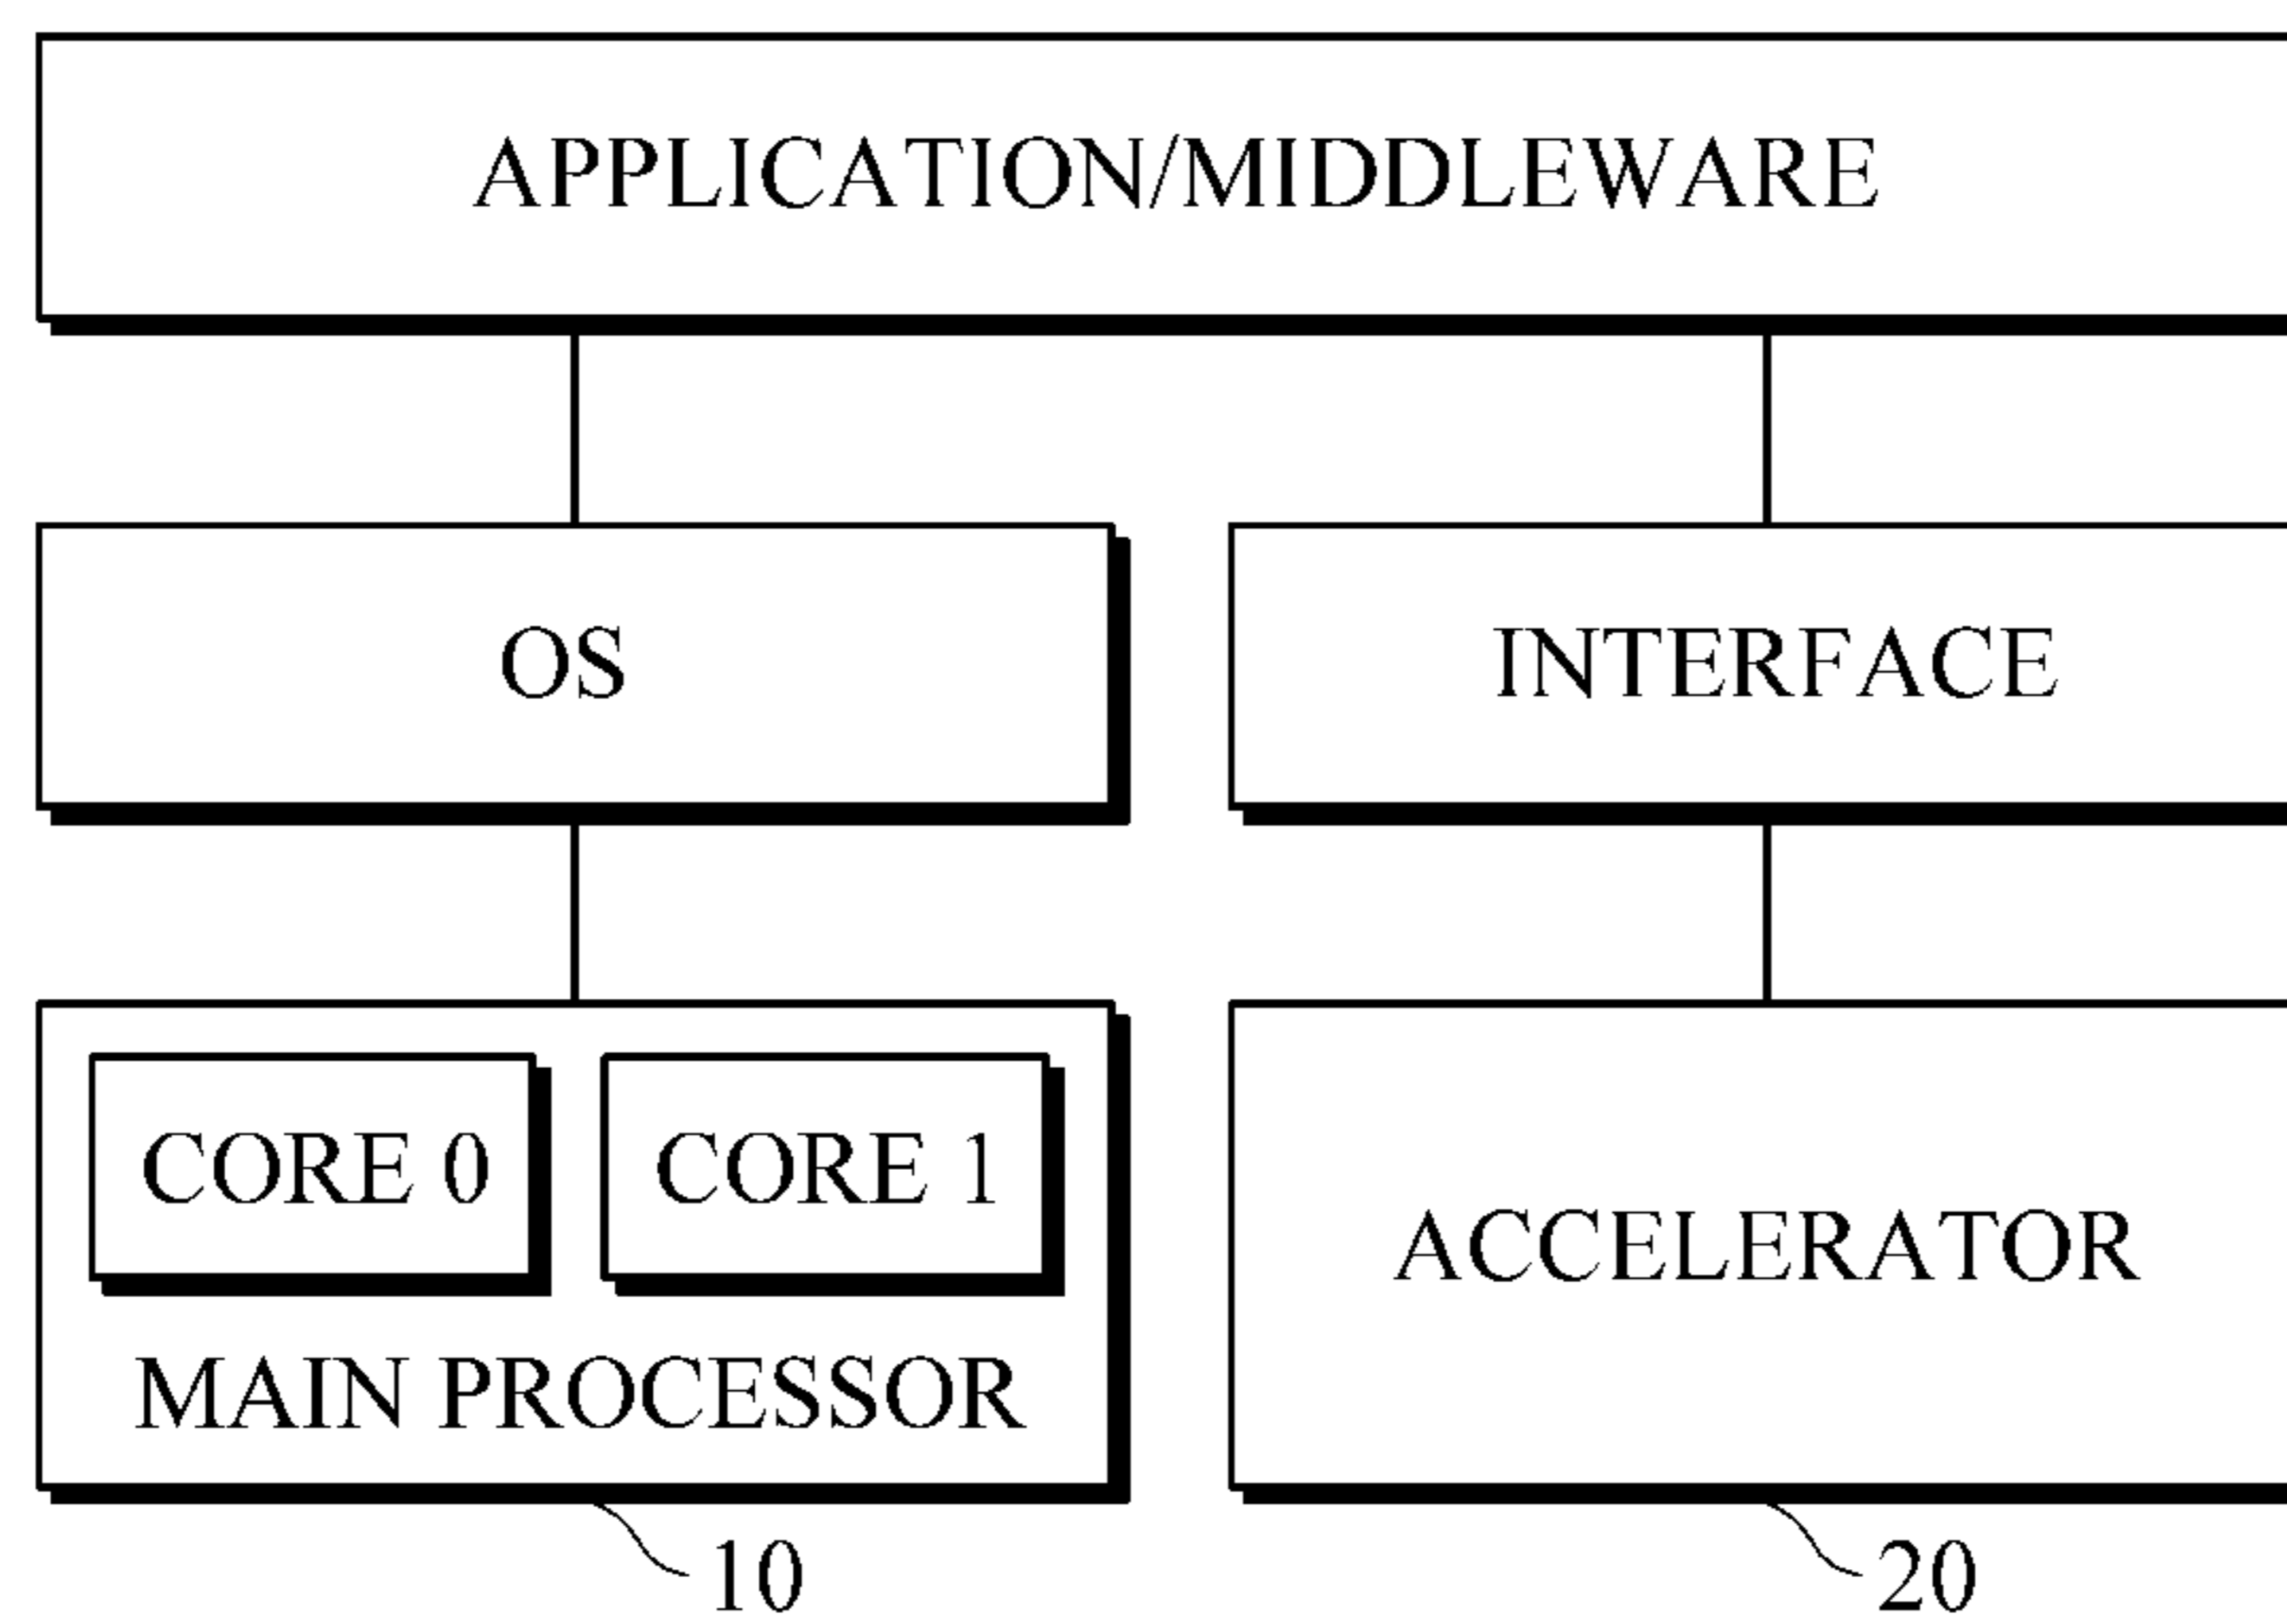 APPLICATION/MIDDLEWARE
OS
INTERFACE
CORE 0
CORE 1
MAIN PROCESSOR
ACCELERATOR
10
20